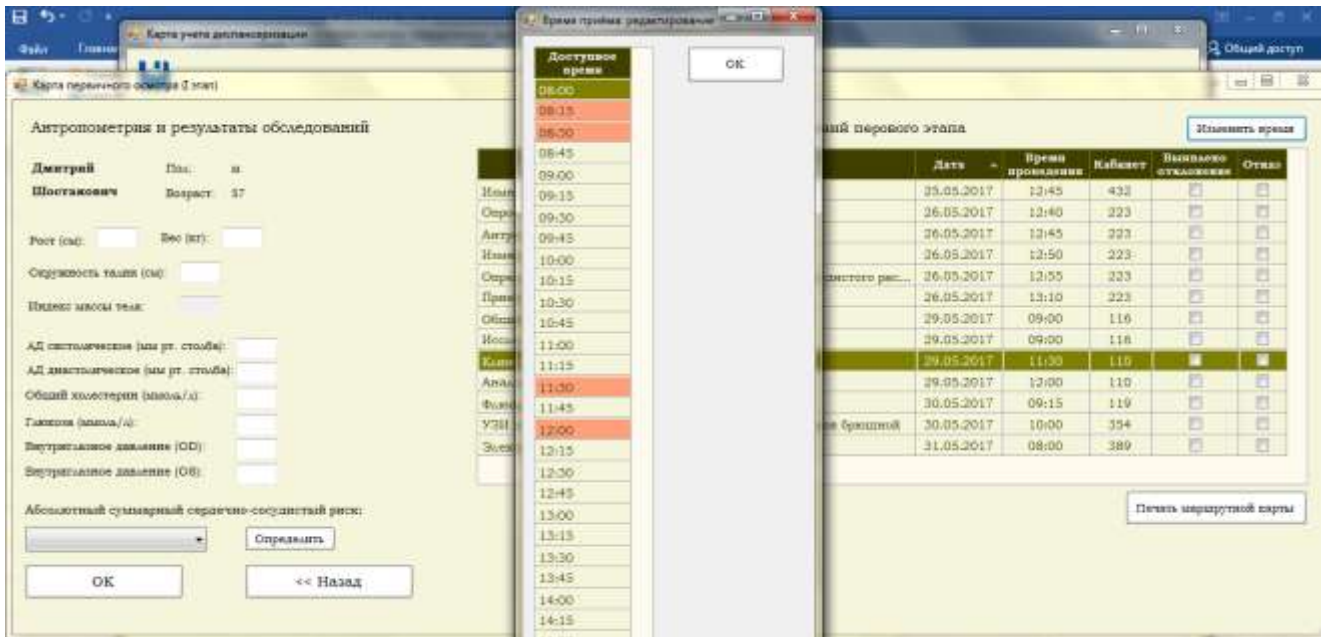 Время приёма: редактирование
Карта учета диспансеризации
Файл
Общий доступ
Карта первичного осмотра (I этап)
Доступное время
OK
Антропометрия и результаты обследований
ний перового этапа
Изменить время
Дмитрий
Пол:
м
Шостакович
Возраст:
57
Рост (см):
Вес (кг):
Окружность талии (см):
Индекс массы тела:
АД систолическое (мм рт. столба):
АД диастолическое (мм рт. столба):
Общий холестерин (ммоль/л):
Глюкоза (ммоль/л):
Внутриглазное давление (OD):
Внутриглазное давление (OS):
Абсолютный суммарный сердечно-сосудистый риск:
Определить
OK
<< Назад
08:00
08:15
08:30
08:45
09:00
09:15
09:30
09:45
10:00
10:15
10:30
10:45
11:00
11:15
11:30
11:45
12:00
12:15
12:30
12:45
13:00
13:15
13:30
13:45
14:00
14:15
Дата
Время проведения
Кабинет
Выявлено отклонение
Отказ
25.05.2017 12:45 432
26.05.2017 12:40 223
26.05.2017 12:45 223
26.05.2017 12:50 223
дистого рис... 26.05.2017 12:55 223
26.05.2017 13:10 223
29.05.2017 09:00 116
29.05.2017 09:00 116
29.05.2017 11:30 110
29.05.2017 12:00 110
30.05.2017 09:15 119
брюшной 30.05.2017 10:00 354
31.05.2017 08:00 389
Печать маршрутной карты